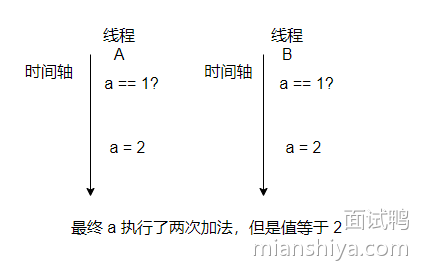 线程
A
线程
B
时间轴
时间轴
a == 1?
a == 1?
a = 2
a = 2
最终 a 执行了两次加法，但是值等于 2
面试鸭
mianshiya.com